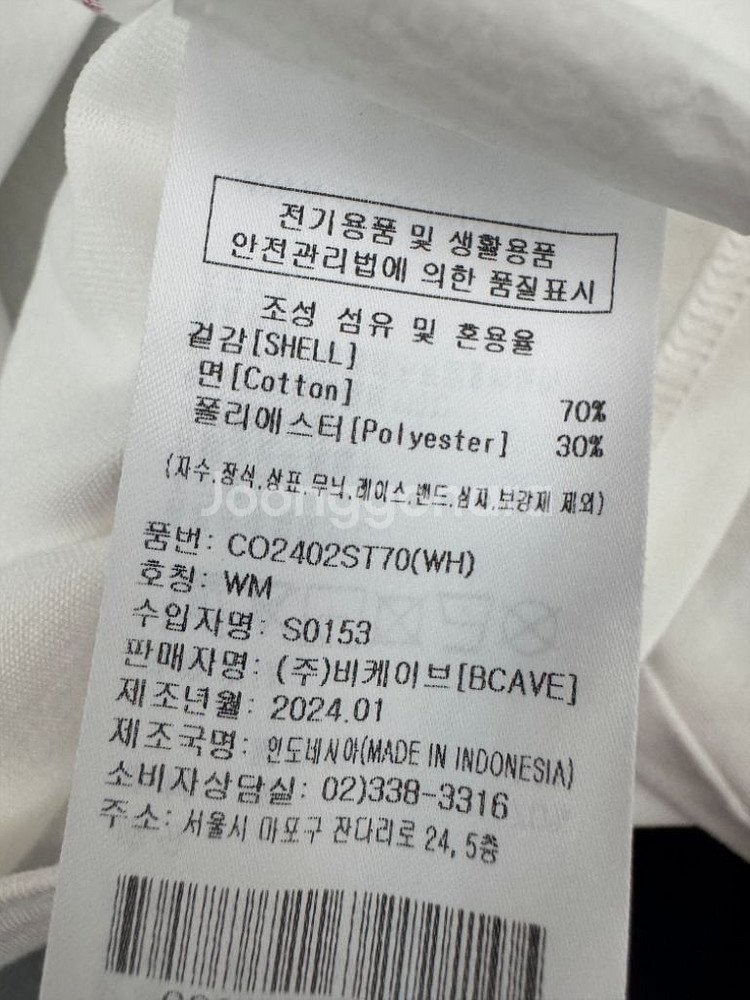 전기용품 및 생활용품
안전관리법에 의한 품질표시
조성 섬유 및 혼용율
겉감[SHELL]
면[Cotton] 70%
폴리에스터[Polyester] 30%
(자수.장식.상표.무늬.레이스.밴드.심지.보강재 제외)
품번: CO2402ST70(WH)
호칭: WM
수입자명: S0153
판매자명: (주)비케이브[BCAVE]
제조년월: 2024.01
제조국명: 인도네시아(MADE IN INDONESIA)
소비자상담실: 02)338-3316
주소: 서울시 마포구 잔다리로 24, 5층